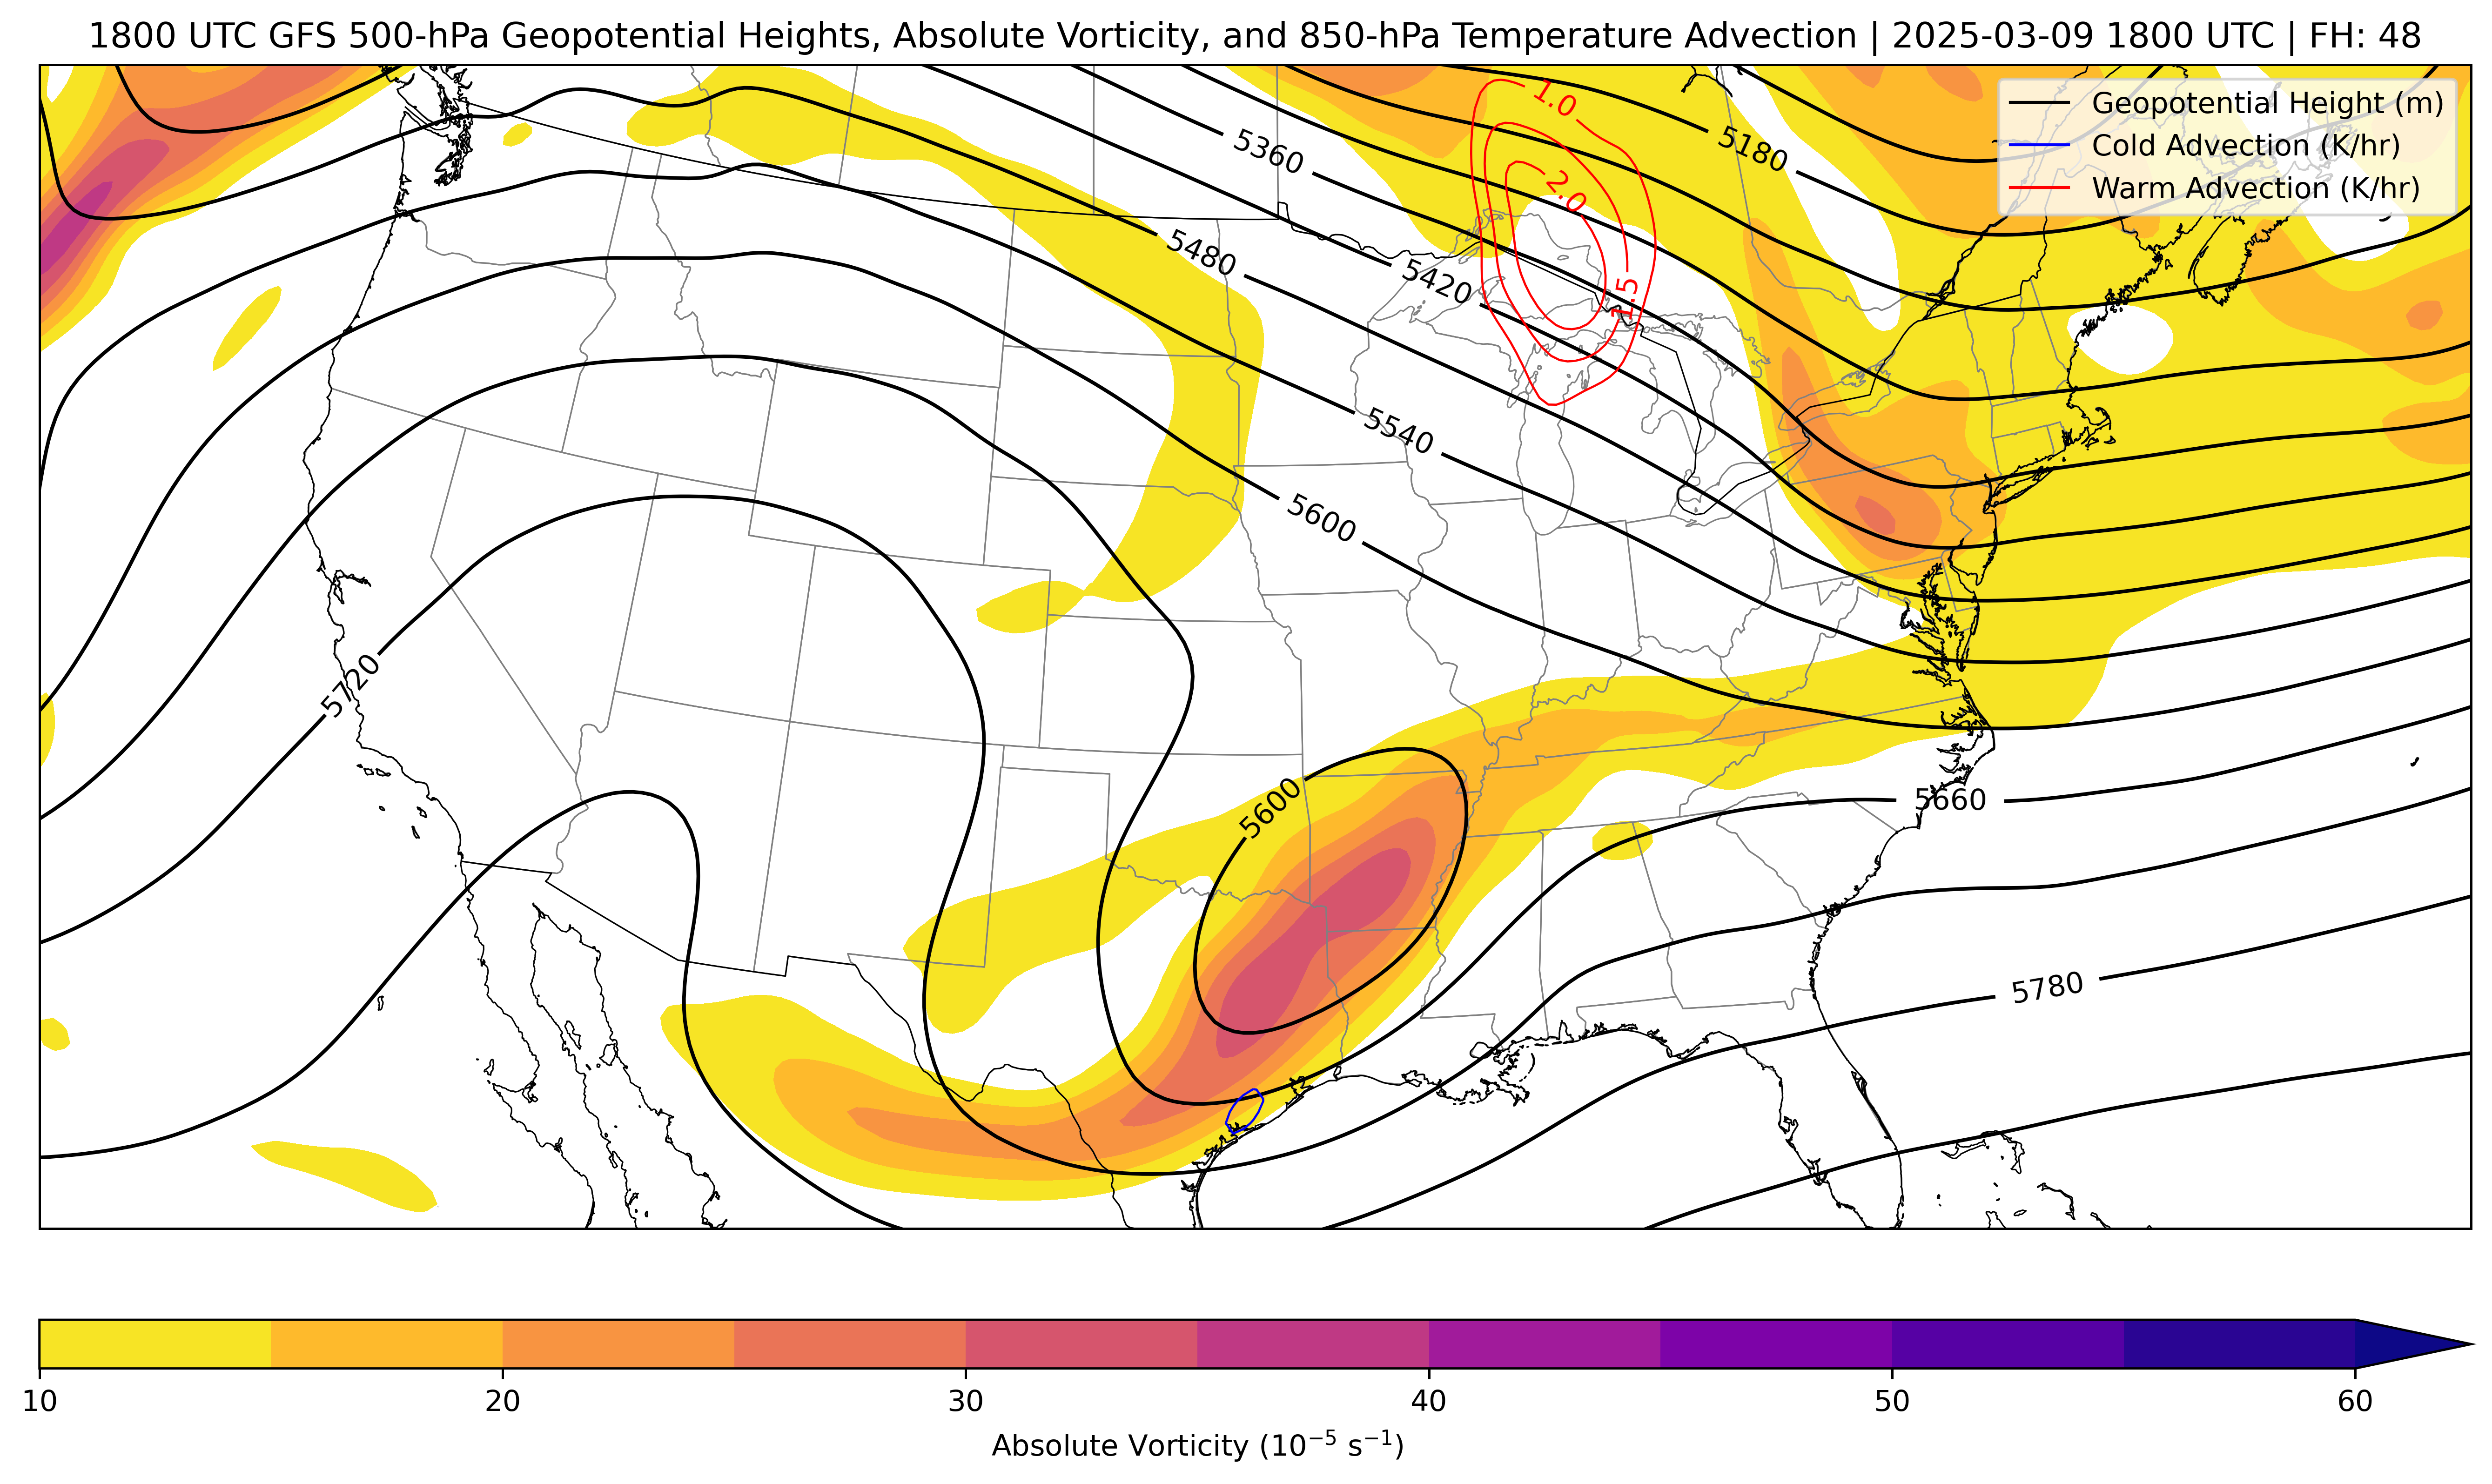 1800 UTC GFS 500-hPa Geopotential Heights, Absolute Vorticity, and 850-hPa Temperature Advection | 2025-03-09 1800 UTC | FH: 48
Geopotential Height (m)
Cold Advection (K/hr)
Warm Advection (K/hr)
1.0
5360
5180
2.0
5480
5420
1.5
5540
5600
5720
5600
5660
5780
10 20 30 40 50 60
Absolute Vorticity (10⁻⁵ s⁻¹)